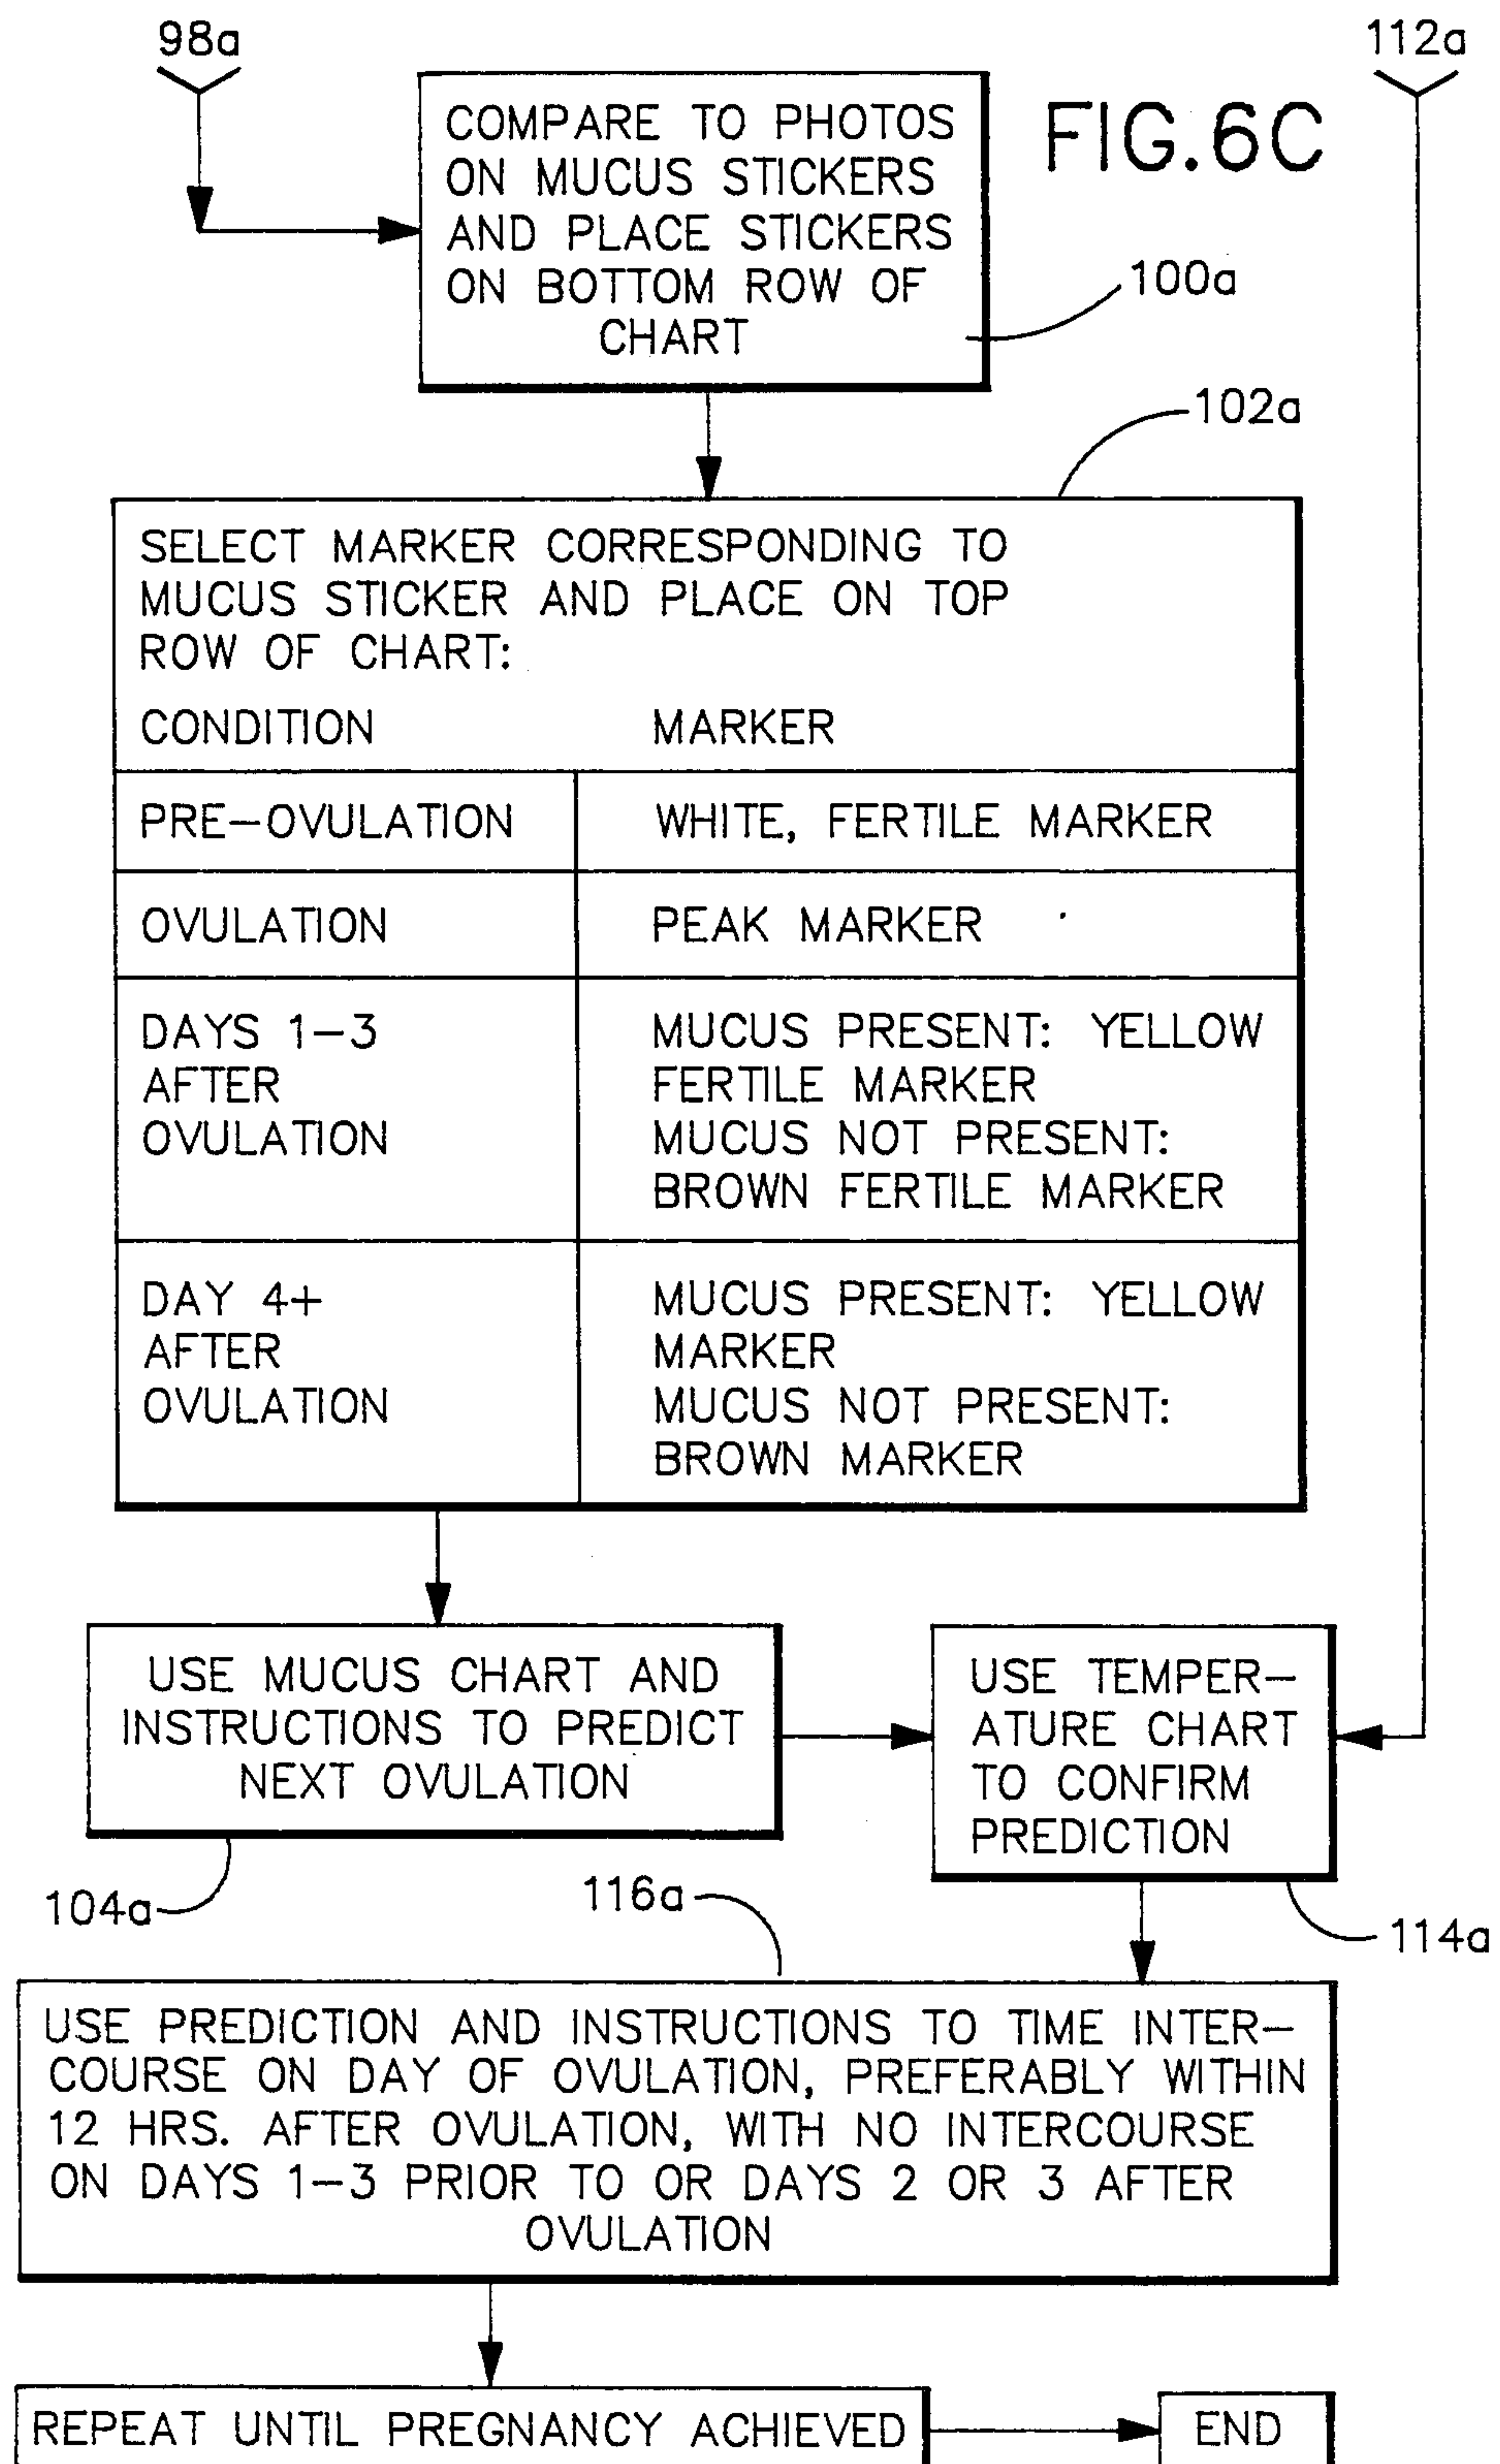 98a
112a
FIG.6C
COMPARE TO PHOTOS
ON MUCUS STICKERS
AND PLACE STICKERS
ON BOTTOM ROW OF
CHART
100a
102a
SELECT MARKER CORRESPONDING TO
MUCUS STICKER AND PLACE ON TOP
ROW OF CHART:
CONDITION MARKER
PRE-OVULATION WHITE, FERTILE MARKER
OVULATION PEAK MARKER
DAYS 1-3
AFTER
OVULATION
MUCUS PRESENT: YELLOW
FERTILE MARKER
MUCUS NOT PRESENT:
BROWN FERTILE MARKER
DAY 4+
AFTER
OVULATION
MUCUS PRESENT: YELLOW
MARKER
MUCUS NOT PRESENT:
BROWN MARKER
USE MUCUS CHART AND
INSTRUCTIONS TO PREDICT
NEXT OVULATION
104a
USE TEMPER-
ATURE CHART
TO CONFIRM
PREDICTION
114a
116a
USE PREDICTION AND INSTRUCTIONS TO TIME INTER-
COURSE ON DAY OF OVULATION, PREFERABLY WITHIN
12 HRS. AFTER OVULATION, WITH NO INTERCOURSE
ON DAYS 1-3 PRIOR TO OR DAYS 2 OR 3 AFTER
OVULATION
REPEAT UNTIL PREGNANCY ACHIEVED
END